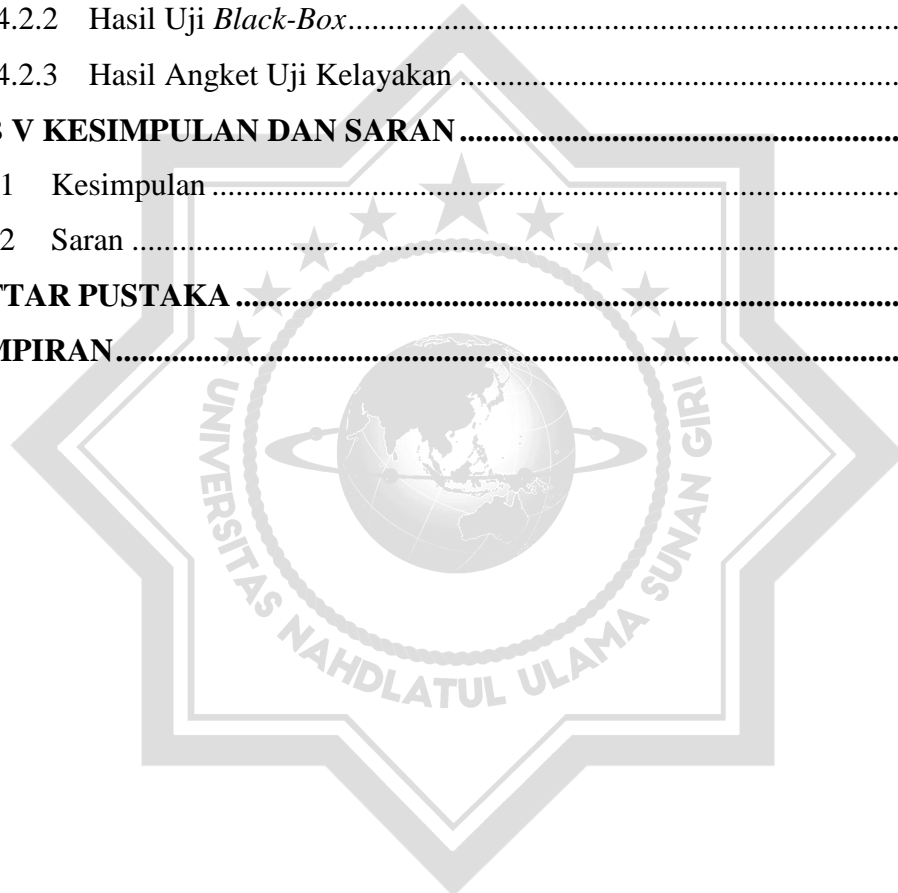 4.2.2 Hasil Uji Black-Box
4.2.3 Hasil Angket Uji Kelayakan
V KESIMPULAN DAN SARAN
1 Kesimpulan
2 Saran
TAR PUSTAKA
MPIRAN
UNIVERSITAS NAHDLATUL ULAMA SUNAN GIRI